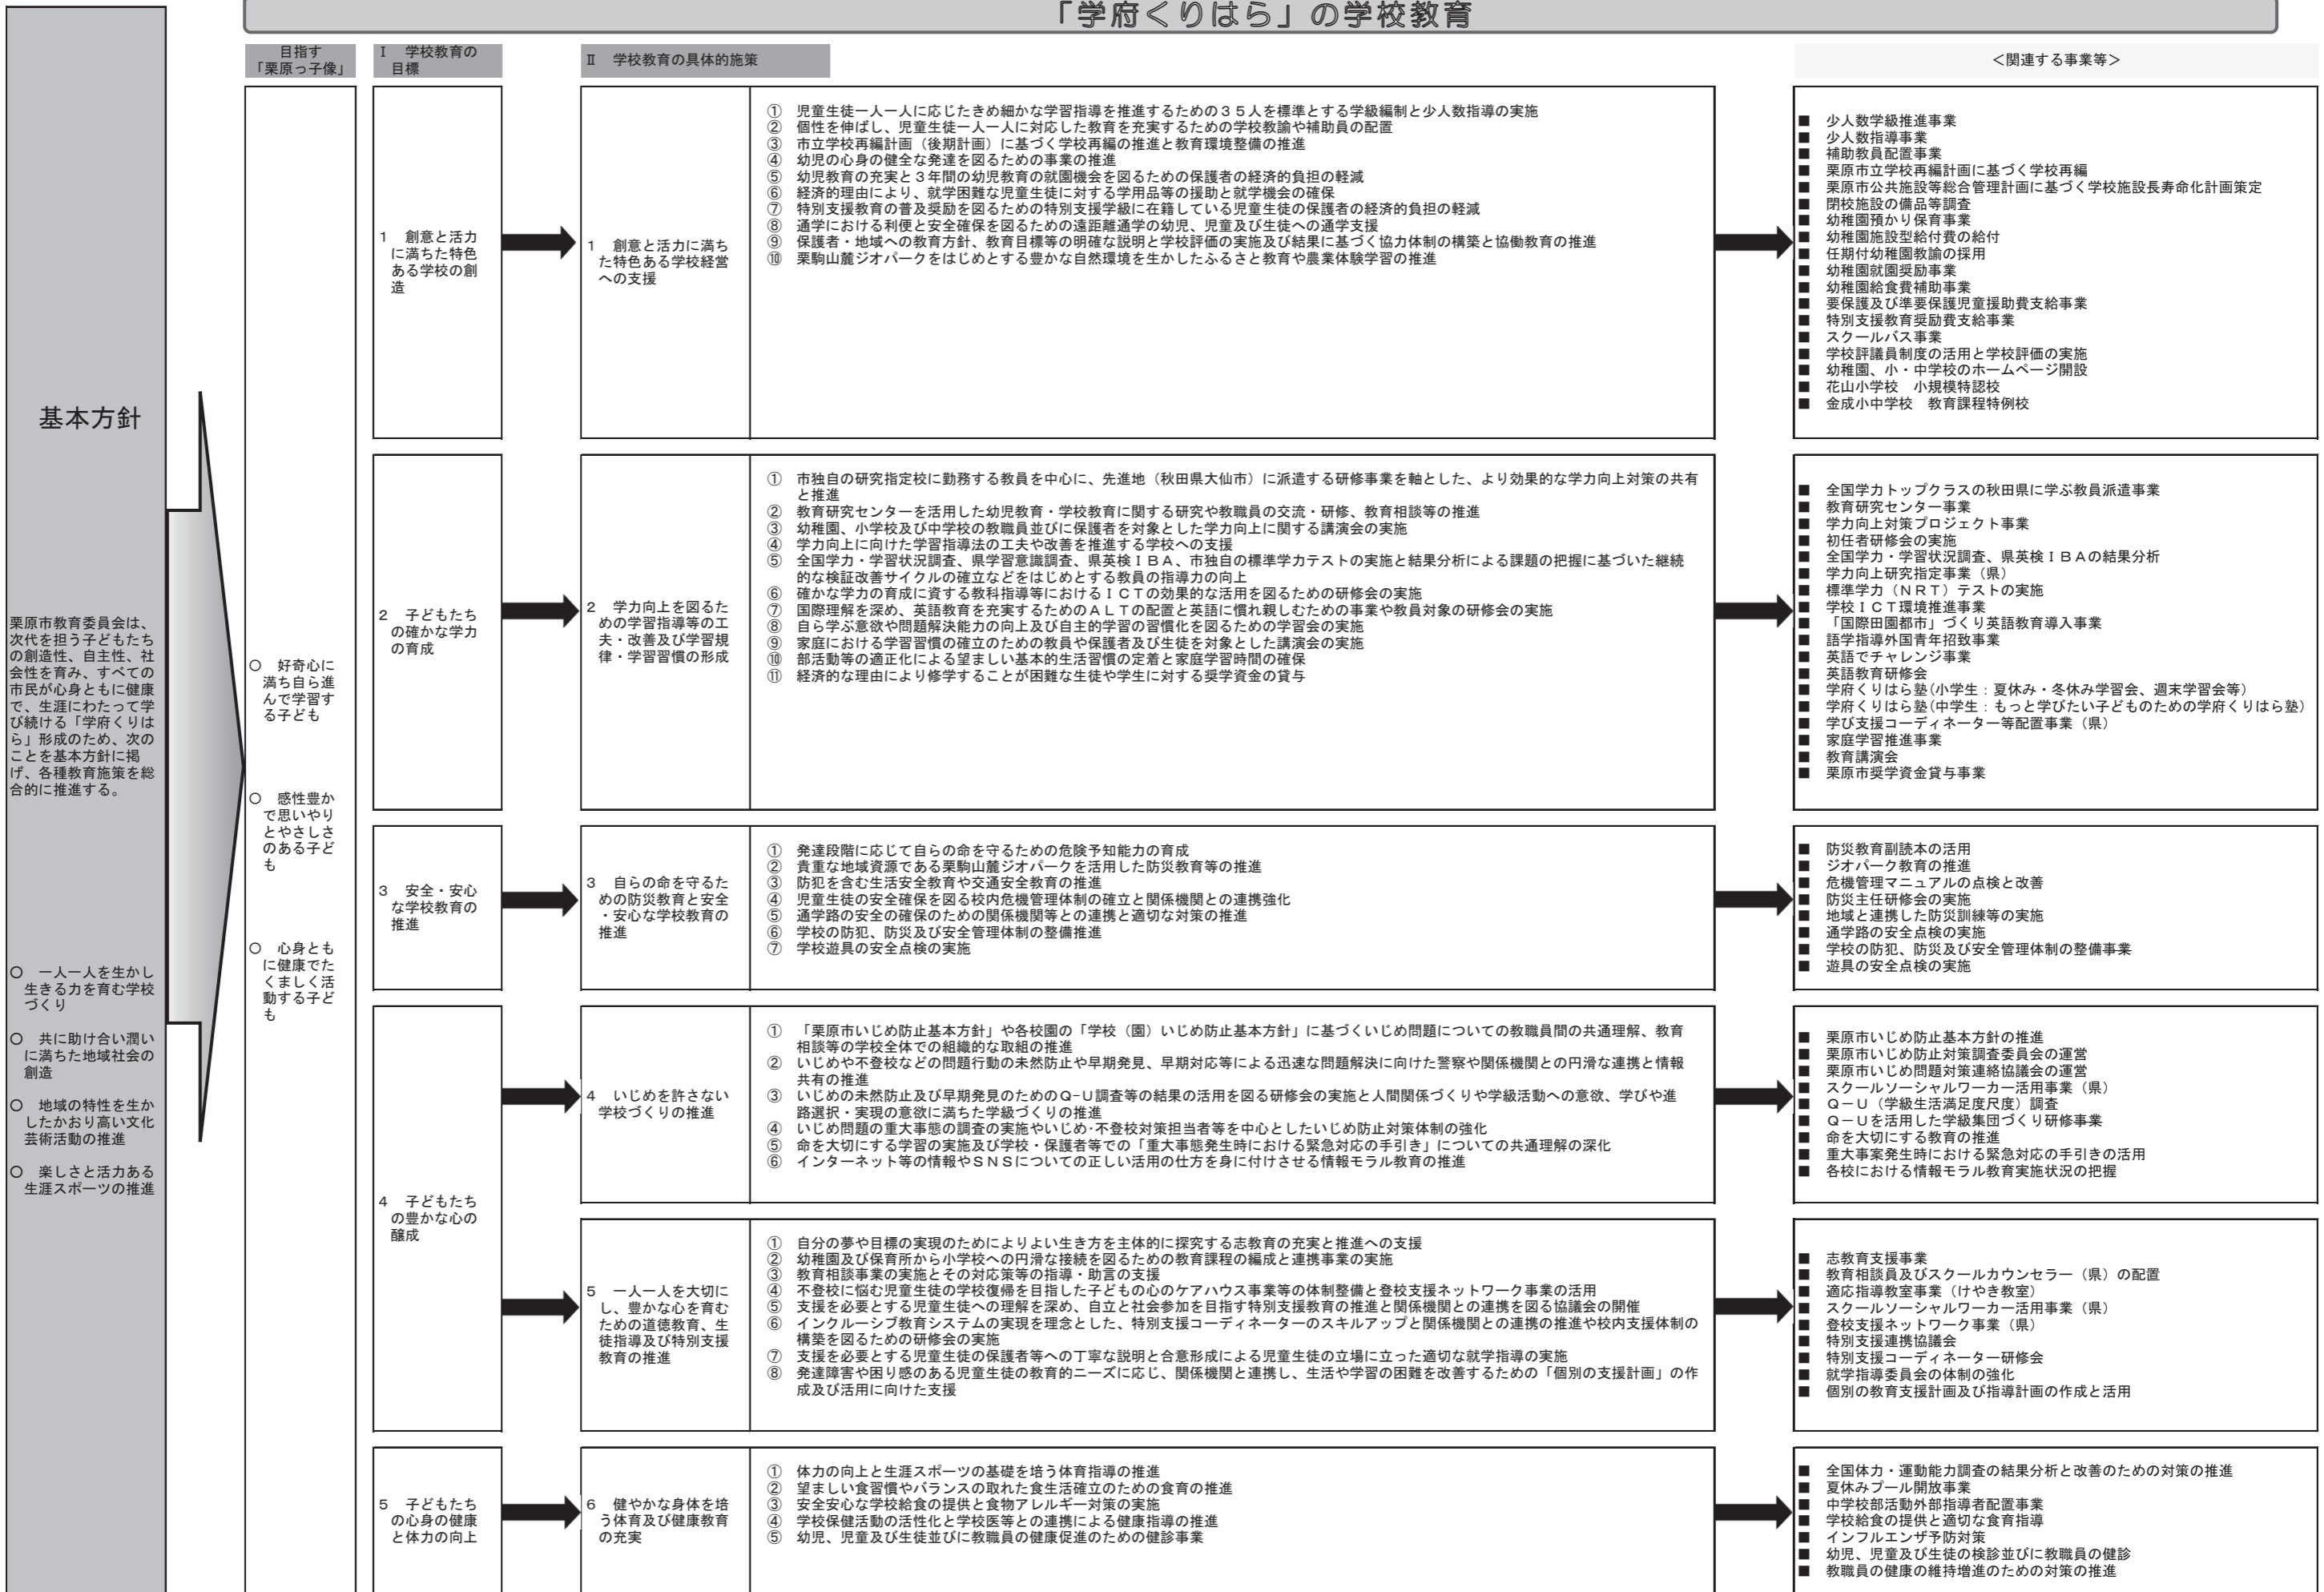 「学府くりはら」の学校教育
基本方針
栗原市教育委員会は、
次代を担う子どもたち
の創造性、自主性、社
会性を育み、すべての
市民が心身ともに健康
で、生涯にわたって学
び続ける「学府くりは
ら」形成のため、次の
ことを基本方針に掲
げ、各種教育施策を総
合的に推進する。
○　一人一人を生かし
生きる力を育む学校
づくり
○　共に助け合い潤い
に満ちた地域社会の
創造
○　地域の特性を生か
したかおり高い文化
芸術活動の推進
○　楽しさと活力ある
生涯スポーツの推進
目指す
「栗原っ子像」
○　好奇心に
満ち自ら進
んで学習す
る子ども
○　感性豊か
で思いやり
とやさしさ
のある子ど
も
○　心身とも
に健康でた
くましく活
動する子ど
も
Ⅰ　学校教育の
目標
Ⅱ　学校教育の具体的施策
＜関連する事業等＞
1　創意と活力
に満ちた特色
ある学校の創
造
1　創意と活力に満ち
た特色ある学校経営
への支援
①　児童生徒一人一人に応じたきめ細かな学習指導を推進するための３５人を標準とする学級編制と少人数指導の実施
②　個性を伸ばし、児童生徒一人一人に対応した教育を充実するための学校教諭や補助員の配置
③　市立学校再編計画（後期計画）に基づく学校再編の推進と教育環境整備の推進
④　幼児の心身の健全な発達を図るための事業の推進
⑤　幼児教育の充実と３年間の幼児教育の就園機会を図るための保護者の経済的負担の軽減
⑥　経済的理由により、就学困難な児童生徒に対する学用品等の援助と就学機会の確保
⑦　特別支援教育の普及奨励を図るための特別支援学級に在籍している児童生徒の保護者の経済的負担の軽減
⑧　通学における利便と安全確保を図るための遠距離通学の幼児、児童及び生徒への通学支援
⑨　保護者・地域への教育方針、教育目標等の明確な説明と学校評価の実施及び結果に基づく協力体制の構築と協働教育の推進
⑩　栗駒山麓ジオパークをはじめとする豊かな自然環境を生かしたふるさと教育や農業体験学習の推進
■　少人数学級推進事業
■　少人数指導事業
■　補助教員配置事業
■　栗原市立学校再編計画に基づく学校再編
■　栗原市公共施設等総合管理計画に基づく学校施設長寿命化計画策定
■　閉校施設の備品等調査
■　幼稚園預かり保育事業
■　幼稚園施設型給付費の給付
■　任期付幼稚園教諭の採用
■　幼稚園就園奨励事業
■　幼稚園給食費補助事業
■　要保護及び準要保護児童援助費支給事業
■　特別支援教育奨励費支給事業
■　スクールバス事業
■　学校評議員制度の活用と学校評価の実施
■　幼稚園、小・中学校のホームページ開設
■　花山小学校　小規模特認校
■　金成小中学校　教育課程特例校
2　子どもたち
の確かな学力
の育成
2　学力向上を図るた
めの学習指導等の工
夫・改善及び学習規
律・学習習慣の形成
①　市独自の研究指定校に勤務する教員を中心に、先進地（秋田県大仙市）に派遣する研修事業を軸とした、より効果的な学力向上対策の共有
と推進
②　教育研究センターを活用した幼児教育・学校教育に関する研究や教職員の交流・研修、教育相談等の推進
③　幼稚園、小学校及び中学校の教職員並びに保護者を対象とした学力向上に関する講演会の実施
④　学力向上に向けた学習指導法の工夫や改善を推進する学校への支援
⑤　全国学力・学習状況調査、県学習意識調査、県英検ＩＢＡ、市独自の標準学力テストの実施と結果分析による課題の把握に基づいた継続
的な検証改善サイクルの確立などをはじめとする教員の指導力の向上
⑥　確かな学力の育成に資する教科指導等におけるＩＣＴの効果的な活用を図るための研修会の実施
⑦　国際理解を深め、英語教育を充実するためのＡＬＴの配置と英語に慣れ親しむための事業や教員対象の研修会の実施
⑧　自ら学ぶ意欲や問題解決能力の向上及び自主的学習の習慣化を図るための学習会の実施
⑨　家庭における学習習慣の確立のための教員や保護者及び生徒を対象とした講演会の実施
⑩　部活動等の適正化による望ましい基本的生活習慣の定着と家庭学習時間の確保
⑪　経済的な理由により修学することが困難な生徒や学生に対する奨学資金の貸与
■　全国学力トップクラスの秋田県に学ぶ教員派遣事業
■　教育研究センター事業
■　学力向上対策プロジェクト事業
■　初任者研修会の実施
■　全国学力・学習状況調査、県英検ＩＢＡの結果分析
■　学力向上研究指定事業（県）
■　標準学力（ＮＲＴ）テストの実施
■　学校ＩＣＴ環境推進事業
■　「国際田園都市」づくり英語教育導入事業
■　語学指導外国青年招致事業
■　英語でチャレンジ事業
■　英語教育研修会
■　学府くりはら塾(小学生：夏休み・冬休み学習会、週末学習会等)
■　学府くりはら塾(中学生：もっと学びたい子どものための学府くりはら塾)
■　学び支援コーディネーター等配置事業（県）
■　家庭学習推進事業
■　教育講演会
■　栗原市奨学資金貸与事業
3　安全・安心
な学校教育の
推進
3　自らの命を守るた
めの防災教育と安全
・安心な学校教育の
推進
①　発達段階に応じて自らの命を守るための危険予知能力の育成
②　貴重な地域資源である栗駒山麓ジオパークを活用した防災教育等の推進
③　防犯を含む生活安全教育や交通安全教育の推進
④　児童生徒の安全確保を図る校内危機管理体制の確立と関係機関との連携強化
⑤　通学路の安全の確保のための関係機関等との連携と適切な対策の推進
⑥　学校の防犯、防災及び安全管理体制の整備推進
⑦　学校遊具の安全点検の実施
■　防災教育副読本の活用
■　ジオパーク教育の推進
■　危機管理マニュアルの点検と改善
■　防災主任研修会の実施
■　地域と連携した防災訓練等の実施
■　通学路の安全点検の実施
■　学校の防犯、防災及び安全管理体制の整備事業
■　遊具の安全点検の実施
4　子どもたち
の豊かな心の
醸成
4　いじめを許さない
学校づくりの推進
①　「栗原市いじめ防止基本方針」や各校園の「学校（園）いじめ防止基本方針」に基づくいじめ問題についての教職員間の共通理解、教育
相談等の学校全体での組織的な取組の推進
②　いじめや不登校などの問題行動の未然防止や早期発見、早期対応等による迅速な問題解決に向けた警察や関係機関との円滑な連携と情報
共有の推進
③　いじめの未然防止及び早期発見のためのＱ-Ｕ調査等の結果の活用を図る研修会の実施と人間関係づくりや学級活動への意欲、学びや進
路選択・実現の意欲に満ちた学級づくりの推進
④　いじめ問題の重大事態の調査の実施やいじめ･不登校対策担当者等を中心としたいじめ防止対策体制の強化
⑤　命を大切にする学習の実施及び学校・保護者等での「重大事態発生時における緊急対応の手引き」についての共通理解の深化
⑥　インターネット等の情報やＳＮＳについての正しい活用の仕方を身に付けさせる情報モラル教育の推進
■　栗原市いじめ防止基本方針の推進
■　栗原市いじめ防止対策調査委員会の運営
■　栗原市いじめ問題対策連絡協議会の運営
■　スクールソーシャルワーカー活用事業（県）
■　Ｑ－Ｕ（学級生活満足度尺度）調査
■　Ｑ－Ｕを活用した学級集団づくり研修事業
■　命を大切にする教育の推進
■　重大事案発生時における緊急対応の手引きの活用
■　各校における情報モラル教育実施状況の把握
5　一人一人を大切に
し、豊かな心を育む
ための道徳教育、生
徒指導及び特別支援
教育の推進
①　自分の夢や目標の実現のためによりよい生き方を主体的に探究する志教育の充実と推進への支援
②　幼稚園及び保育所から小学校への円滑な接続を図るための教育課程の編成と連携事業の実施
③　教育相談事業の実施とその対応策等の指導・助言の支援
④　不登校に悩む児童生徒の学校復帰を目指した子どもの心のケアハウス事業等の体制整備と登校支援ネットワーク事業の活用
⑤　支援を必要とする児童生徒への理解を深め、自立と社会参加を目指す特別支援教育の推進と関係機関との連携を図る協議会の開催
⑥　インクルーシブ教育システムの実現を理念とした、特別支援コーディネーターのスキルアップと関係機関との連携の推進や校内支援体制の
構築を図るための研修会の実施
⑦　支援を必要とする児童生徒の保護者等への丁寧な説明と合意形成による児童生徒の立場に立った適切な就学指導の実施
⑧　発達障害や困り感のある児童生徒の教育的ニーズに応じ、関係機関と連携し、生活や学習の困難を改善するための「個別の支援計画」の作
成及び活用に向けた支援
■　志教育支援事業
■　教育相談員及びスクールカウンセラー（県）の配置
■　適応指導教室事業（けやき教室）
■　スクールソーシャルワーカー活用事業（県）
■　登校支援ネットワーク事業（県）
■　特別支援連携協議会
■　特別支援コーディネーター研修会
■　就学指導委員会の体制の強化
■　個別の教育支援計画及び指導計画の作成と活用
5　子どもたち
の心身の健康
と体力の向上
6　健やかな身体を培
う体育及び健康教育
の充実
①　体力の向上と生涯スポーツの基礎を培う体育指導の推進
②　望ましい食習慣やバランスの取れた食生活確立のための食育の推進
③　安全安心な学校給食の提供と食物アレルギー対策の実施
④　学校保健活動の活性化と学校医等との連携による健康指導の推進
⑤　幼児、児童及び生徒並びに教職員の健康促進のための健診事業
■　全国体力・運動能力調査の結果分析と改善のための対策の推進
■　夏休みプール開放事業
■　中学校部活動外部指導者配置事業
■　学校給食の提供と適切な食育指導
■　インフルエンザ予防対策
■　幼児、児童及び生徒の検診並びに教職員の健診
■　教職員の健康の維持増進のための対策の推進